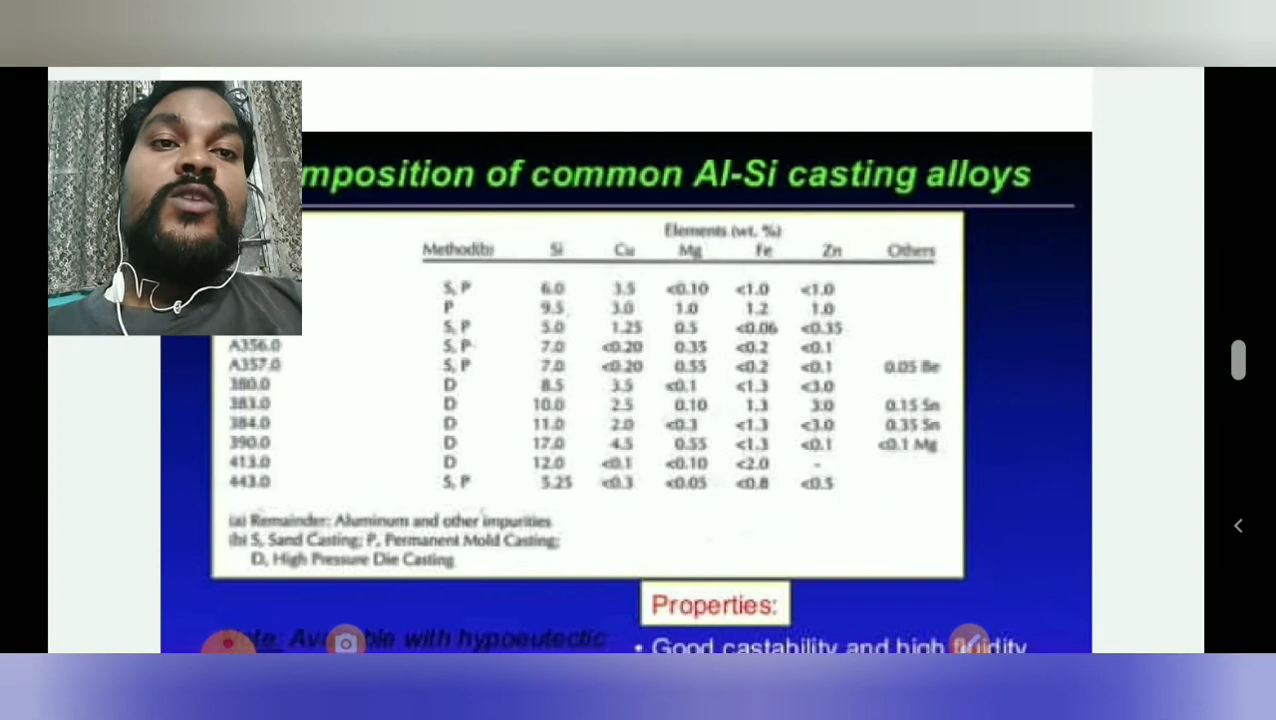 mposition of common Al-Si casting alloys
Elements (wt. %)
Method(b) Si Cu Mg Fe Zn Others
S, P 6.0 3.5 <0.10 <1.0 <1.0
P 9.5 3.0 1.0 1.2 1.0
S, P 5.0 1.25 0.5 <0.06 <0.35
A356.0 S, P 7.0 <0.20 0.35 <0.2 <0.1
A357.0 S, P 7.0 <0.20 0.55 <0.2 <0.1 0.05 Be
380.0 D 8.5 3.5 <0.1 <1.3 <3.0
383.0 D 10.0 2.5 0.10 1.3 3.0 0.15 Sn
384.0 D 11.0 2.0 <0.3 <1.3 <3.0 0.35 Sn
390.0 D 17.0 4.5 0.55 <1.3 <0.1 <0.1 Mg
413.0 D 12.0 <0.1 <0.10 <2.0 -
443.0 S, P 5.25 <0.3 <0.05 <0.8 <0.5
(a) Remainder: Aluminum and other impurities
(b) S, Sand Casting; P, Permanent Mold Casting;
D, High Pressure Die Casting
Properties:
with hypoeutectic
• Good castability and high fluidity